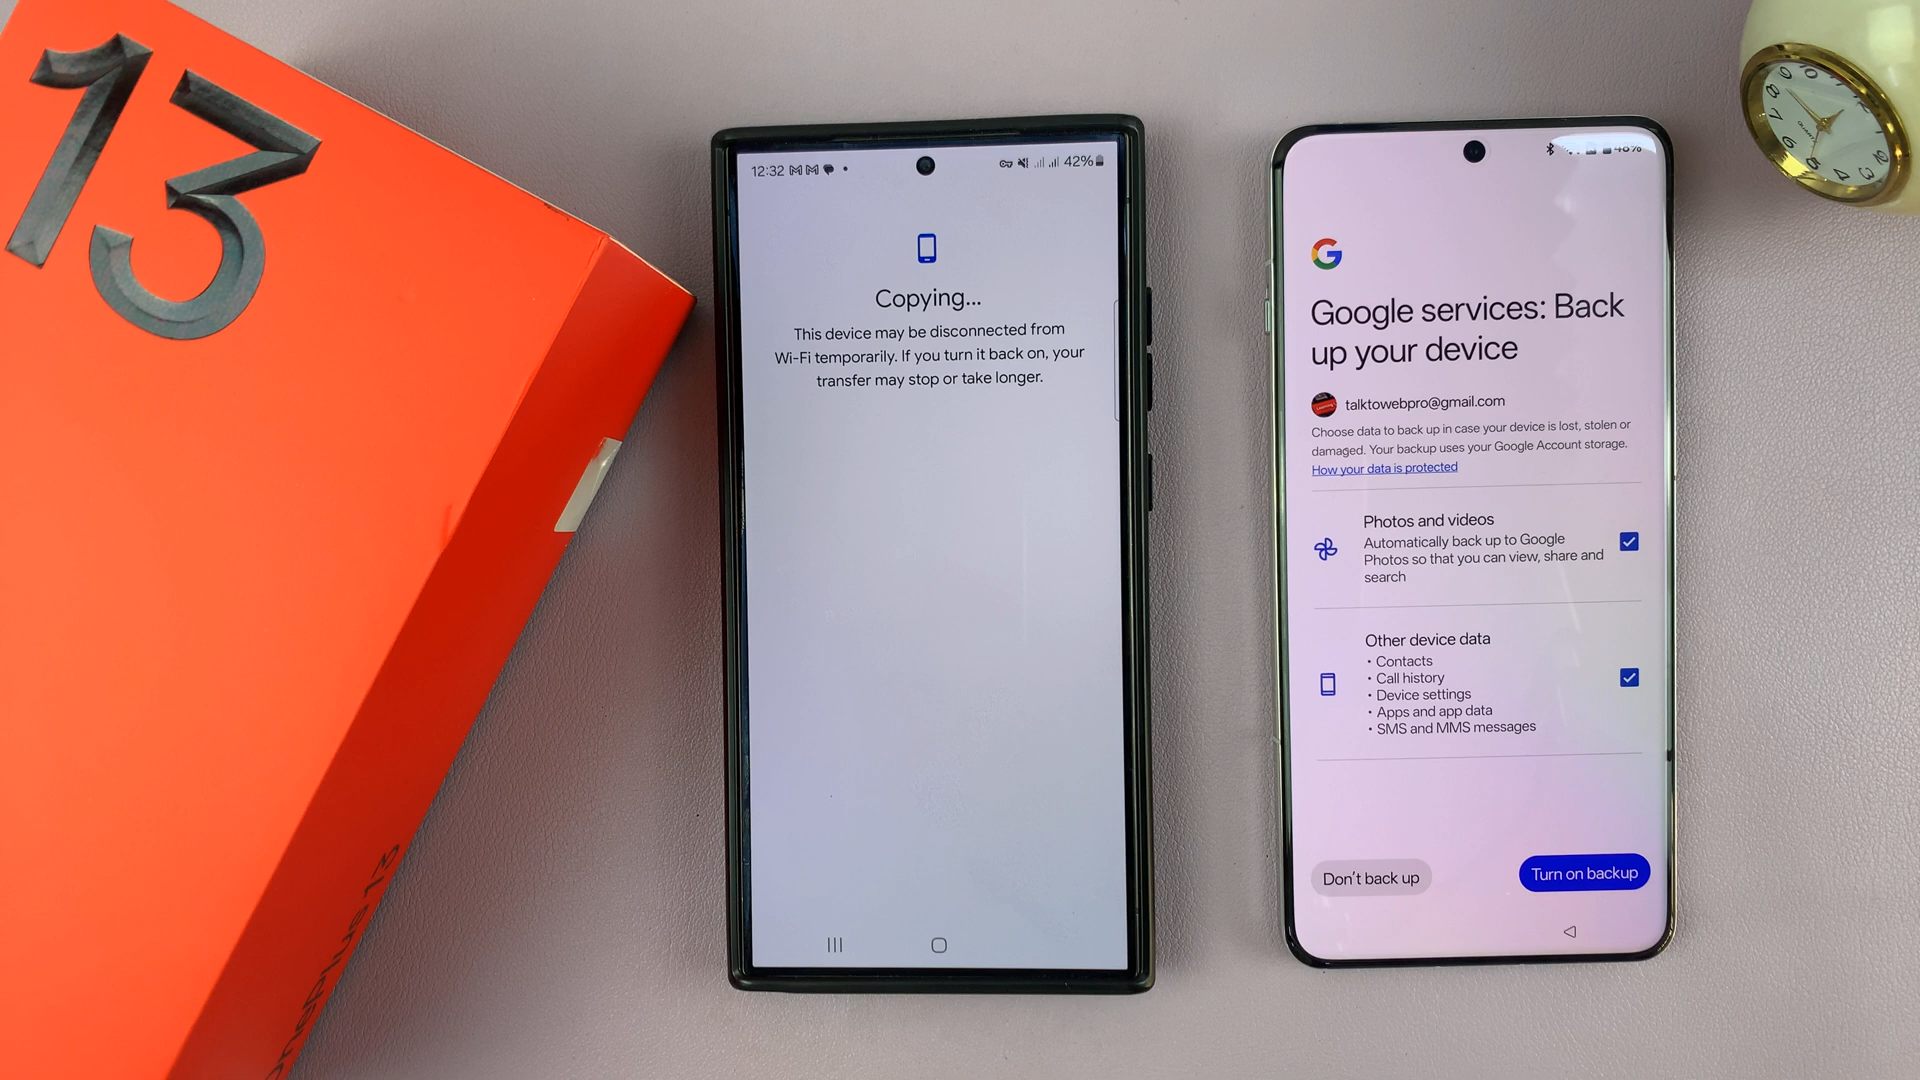 13
OnePlus 13
12:32
42%
Copying...
This device may be disconnected from
Wi-Fi temporarily. If you turn it back on, your
transfer may stop or take longer.
G
Google services: Back
up your device
talktowebpro@gmail.com
Choose data to back up in case your device is lost, stolen or
damaged. Your backup uses your Google Account storage.
How your data is protected
Photos and videos
Automatically back up to Google
Photos so that you can view, share and
search
Other device data
• Contacts
• Call history
• Device settings
• Apps and app data
• SMS and MMS messages
Don't back up
Turn on backup